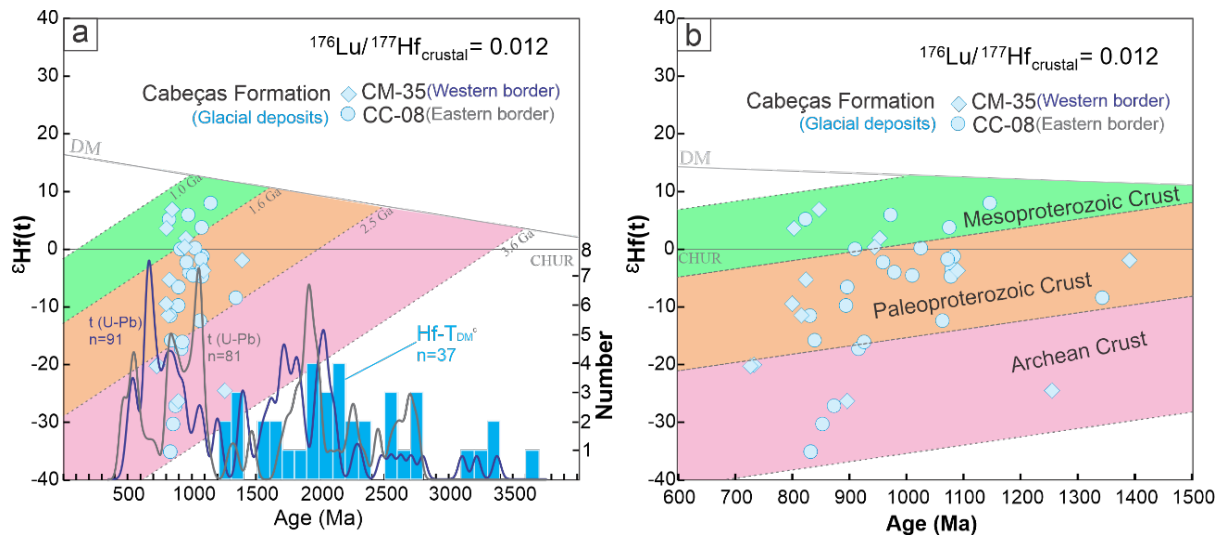 a
¹⁷⁶Lu/¹⁷⁷Hfcrustal= 0.012
Cabeças Formation
(Glacial deposits)
CM-35(Western border)
CC-08(Eastern border)
DM
1.0 Ga
1.6 Ga
2.5 Ga
3.6 Ga
CHUR
t (U-Pb)
n=91
t (U-Pb)
n=81
Hf-TDMᶜ
n=37
εHf(t)
40
30
20
10
0
-10
-20
-30
-40
8
7
6
5
4
3
2
1
Number
500 1000 1500 2000 2500 3000 3500
Age (Ma)
b
¹⁷⁶Lu/¹⁷⁷Hfcrustal= 0.012
Cabeças Formation
(Glacial deposits)
CM-35(Western border)
CC-08(Eastern border)
DM
CHUR
Mesoproterozoic Crust
Paleoproterozoic Crust
Archean Crust
εHf(t)
40
30
20
10
0
-10
-20
-30
-40
600 700 800 900 1000 1100 1200 1300 1400 1500
Age (Ma)